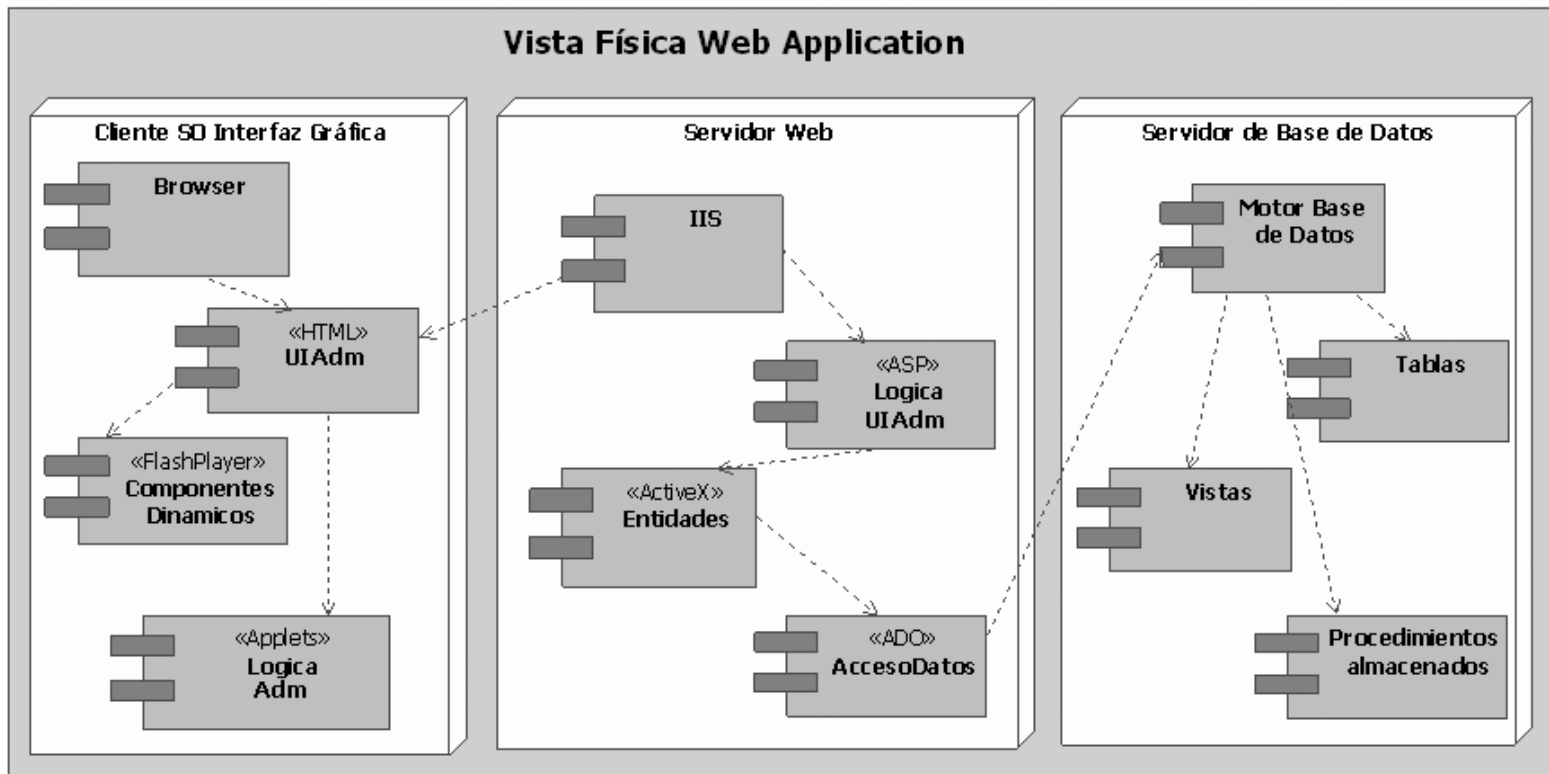 Vista Física Web Application
Cliente SO Interfaz Gráfica
Browser
«HTML»
UIAdm
«FlashPlayer»
Componentes
Dinamicos
«Applets»
Logica
Adm
Servidor Web
IIS
«ASP»
Logica
UIAdm
«ActiveX»
Entidades
«ADO»
AccesoDatos
Servidor de Base de Datos
Motor Base
de Datos
Tablas
Vistas
Procedimientos
almacenados